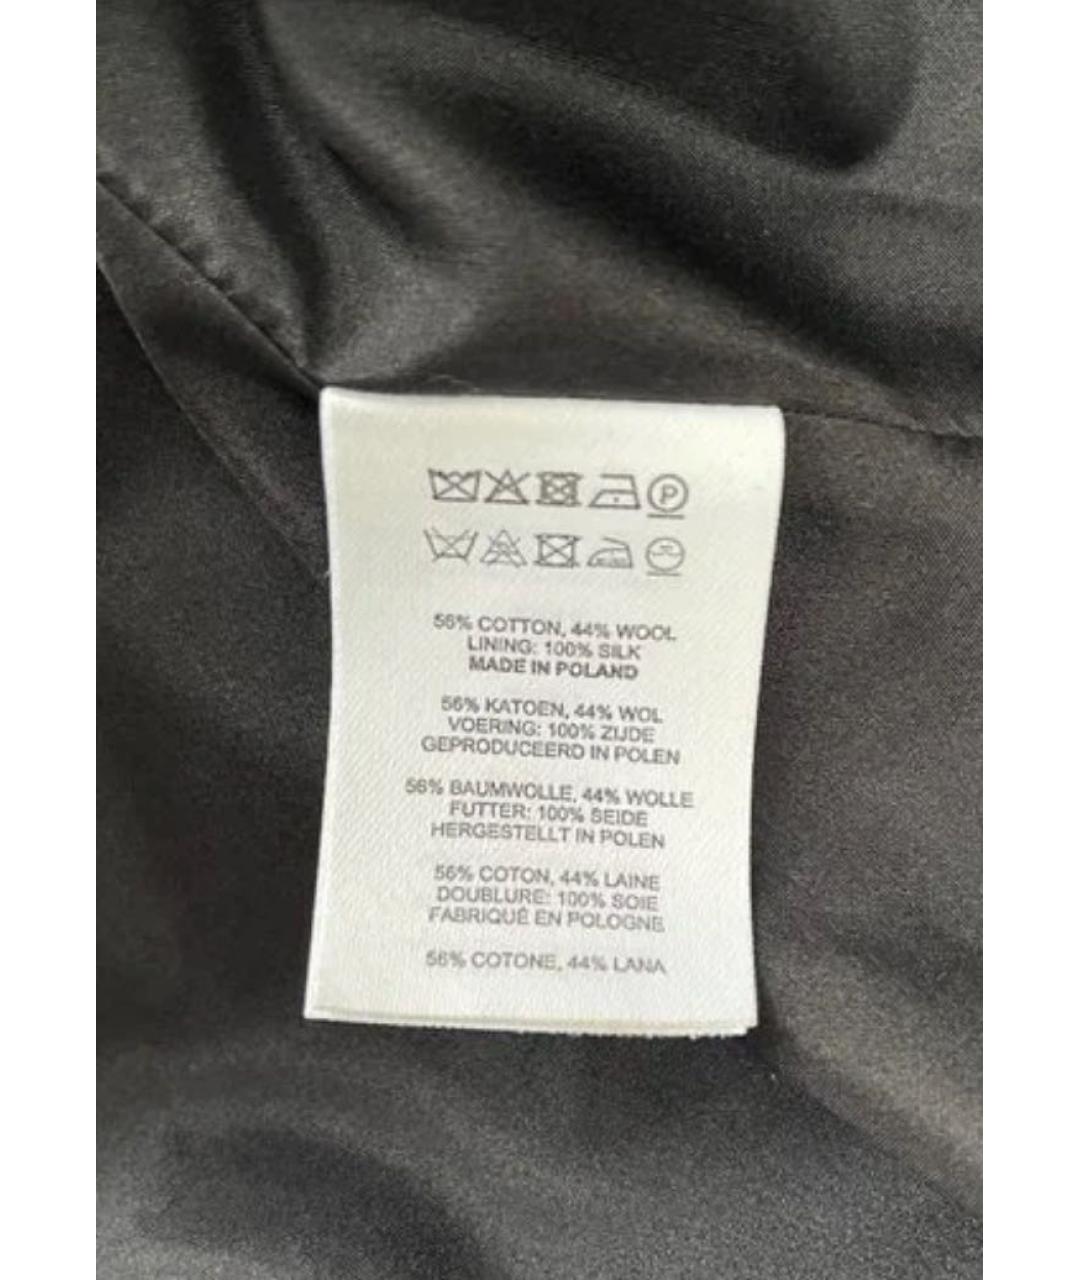 P
56% COTTON, 44% WOOL
LINING: 100% SILK
MADE IN POLAND
56% KATOEN, 44% WOL
VOERING: 100% ZIJDE
GEPRODUCEERD IN POLEN
56% BAUMWOLLE, 44% WOLLE
FUTTER: 100% SEIDE
HERGESTELLT IN POLEN
56% COTON, 44% LAINE
DOUBLURE: 100% SOIE
FABRIQUÉ EN POLOGNE
56% COTONE, 44% LANA